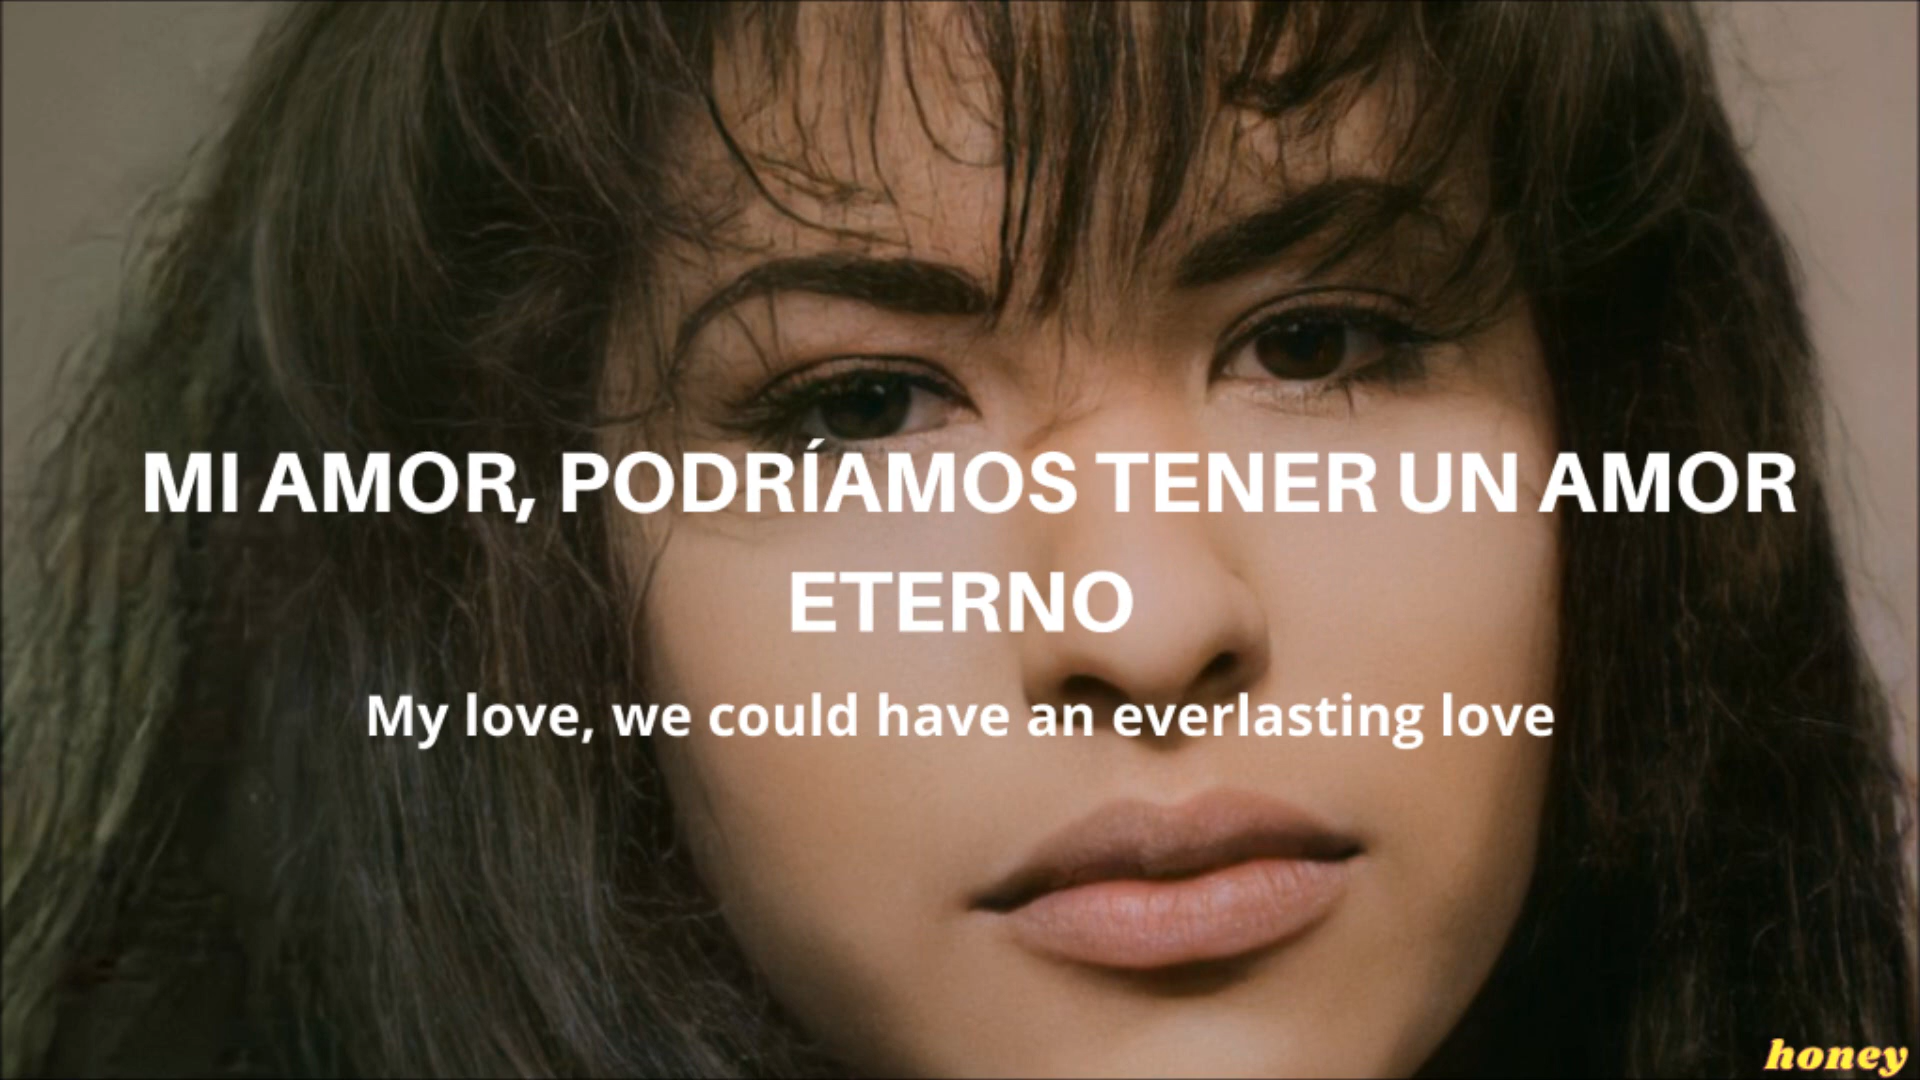 MI AMOR, PODRÍAMOS TENER UN AMOR
ETERNO
My love, we could have an everlasting love
honey